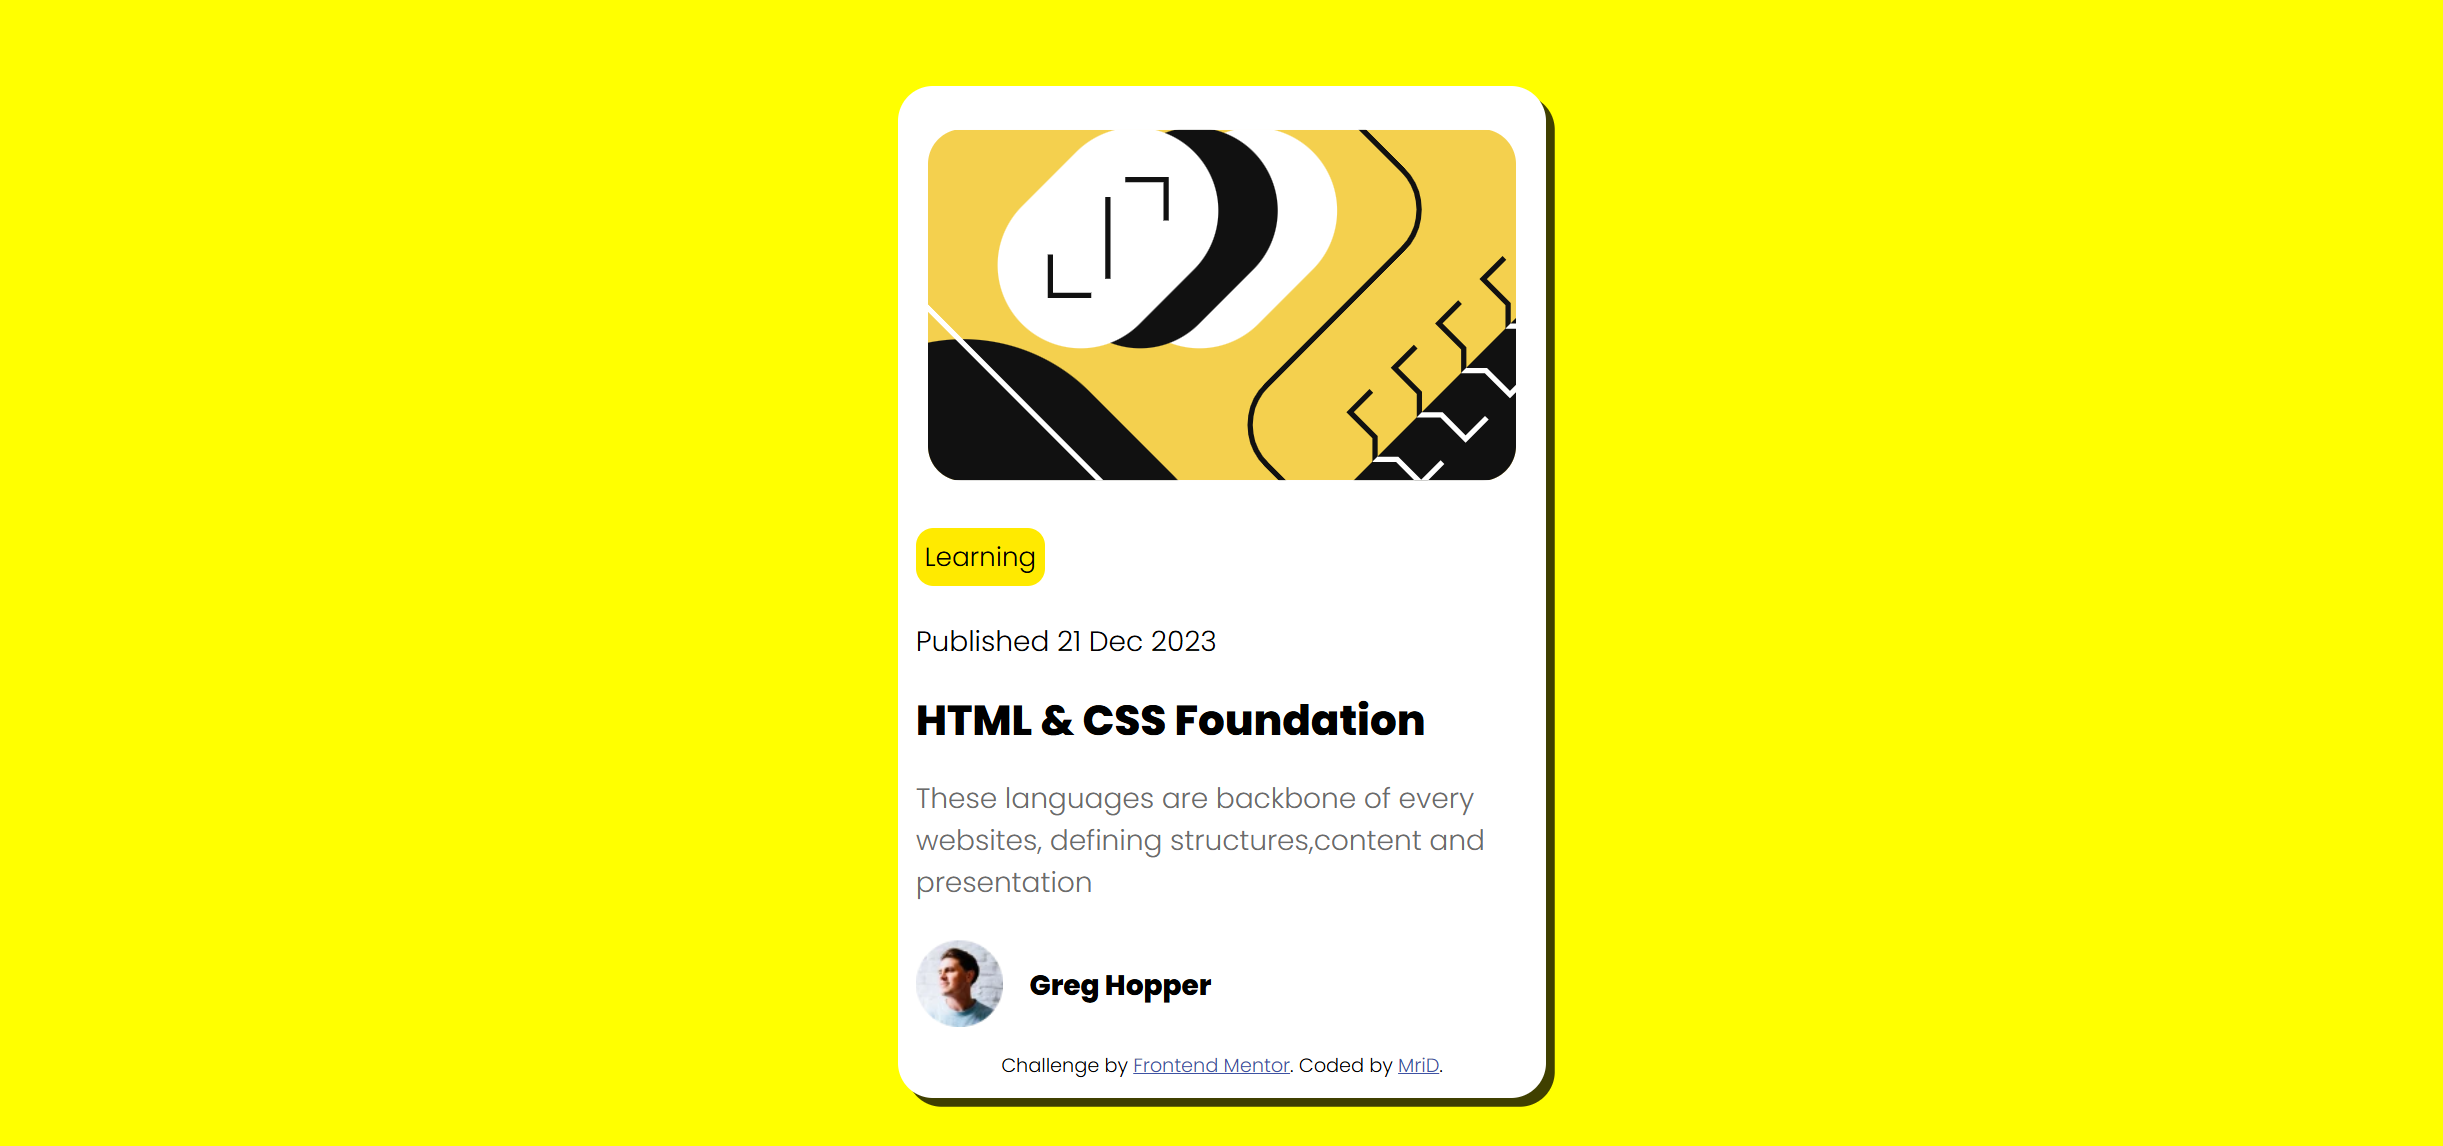 Learning
Published 21 Dec 2023
HTML & CSS Foundation
These languages are backbone of every
websites, defining structures,content and
presentation
Greg Hopper
Challenge by Frontend Mentor. Coded by MriD.